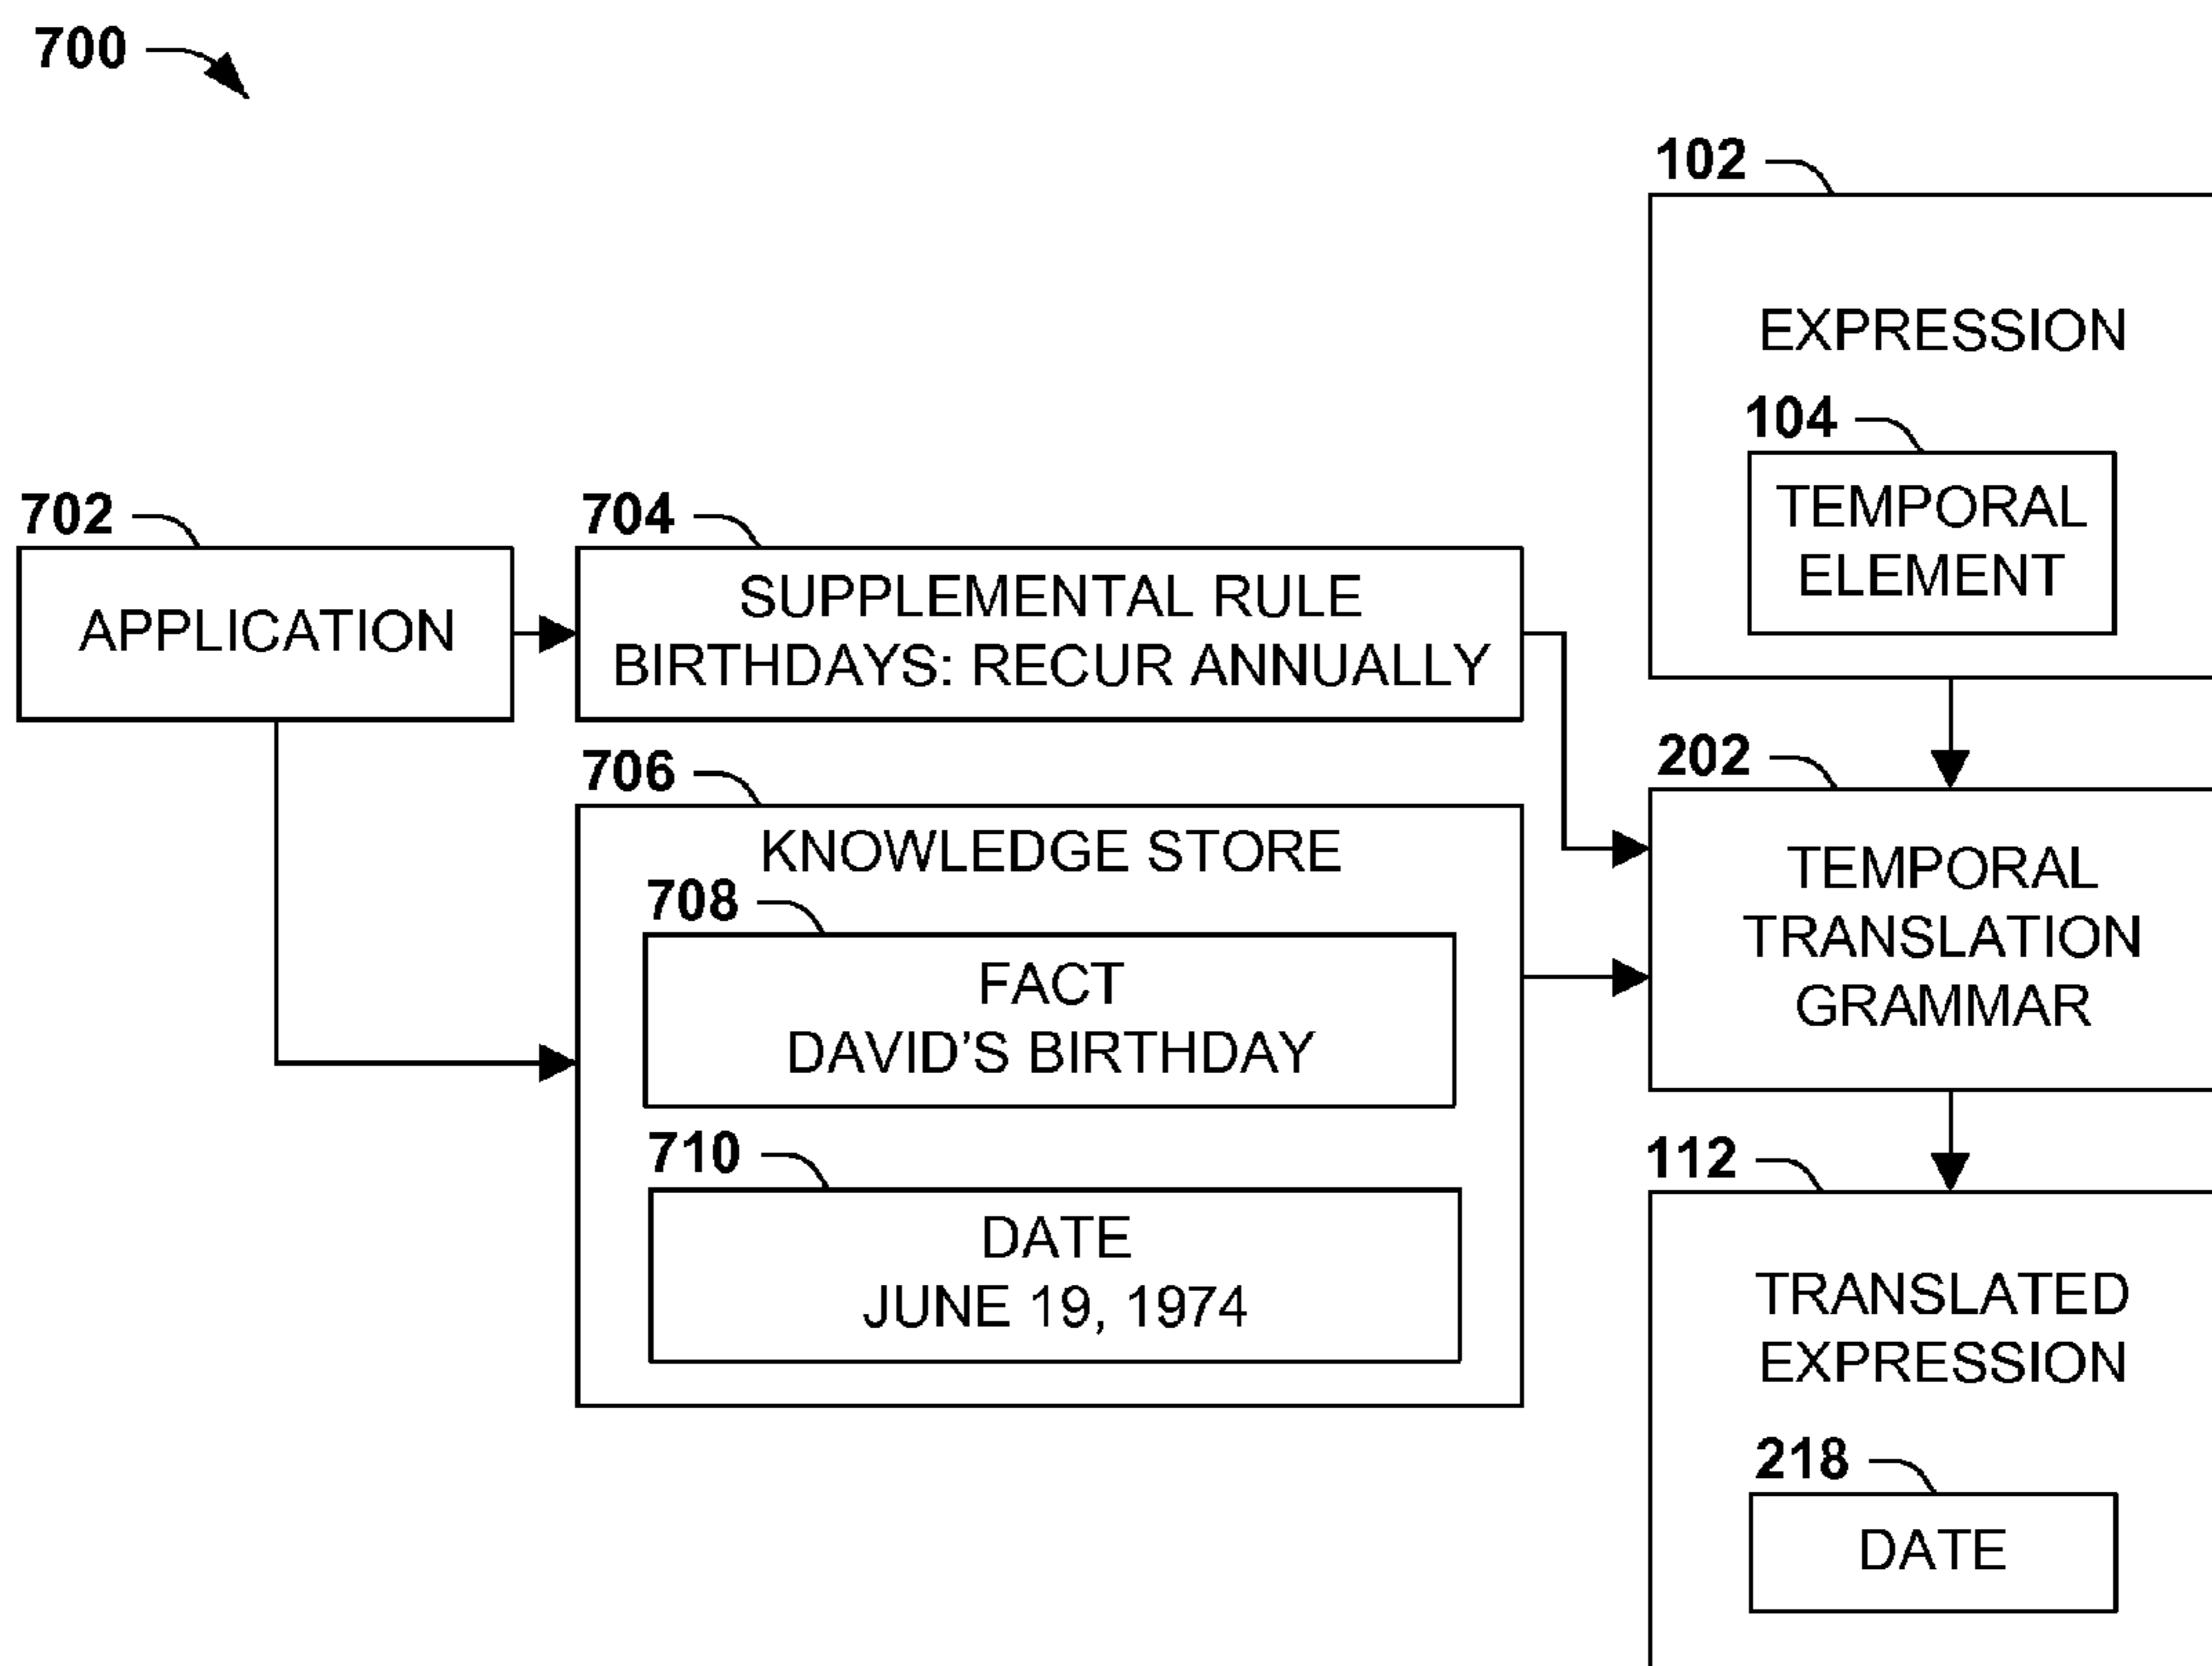 700
102
EXPRESSION
104
TEMPORAL
ELEMENT
702
APPLICATION
704
SUPPLEMENTAL RULE
BIRTHDAYS: RECUR ANNUALLY
706
KNOWLEDGE STORE
708
FACT
DAVID'S BIRTHDAY
710
DATE
JUNE 19, 1974
202
TEMPORAL
TRANSLATION
GRAMMAR
112
TRANSLATED
EXPRESSION
218
DATE